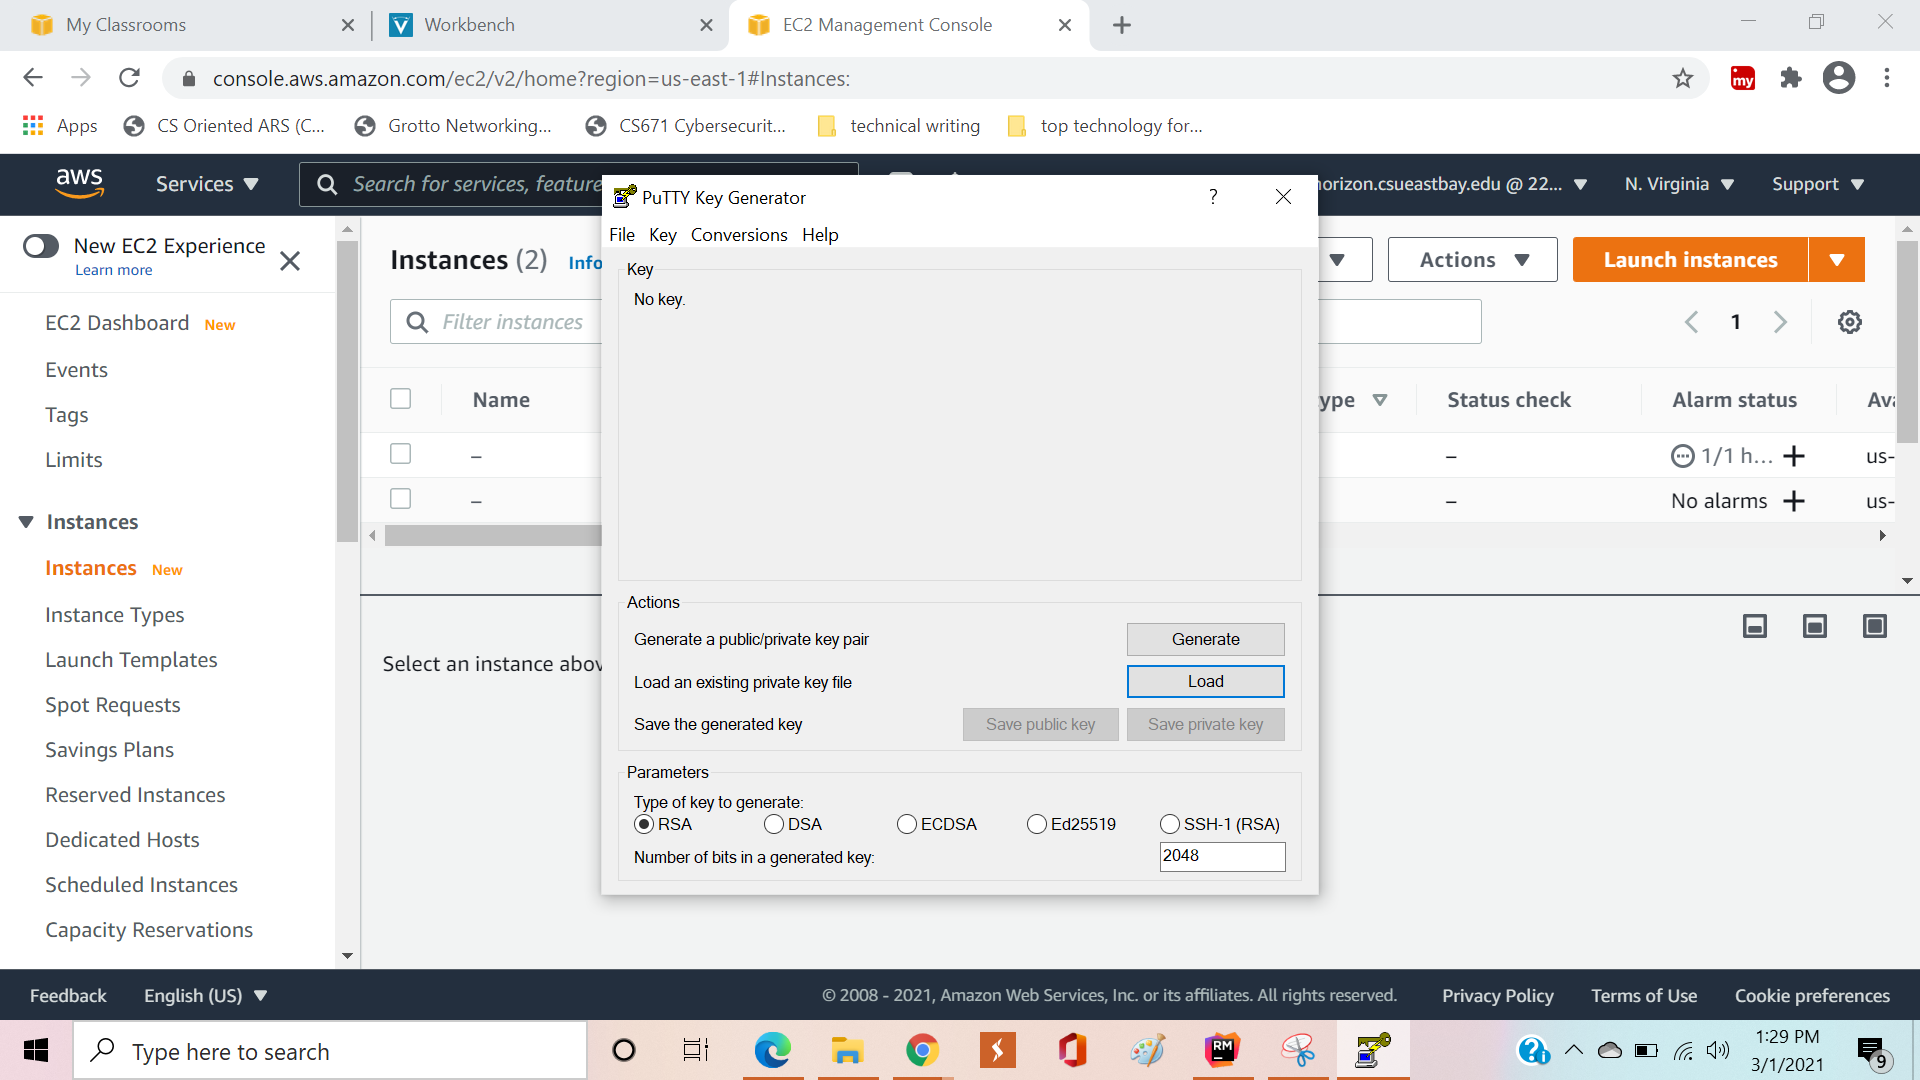 My Classrooms
Workbench
EC2 Management Console
console.aws.amazon.com/ec2/v2/home?region=us-east-1#Instances:
my
Apps
CS Oriented ARS (C...
Grotto Networking...
CS671 Cybersecurit...
technical writing
top technology for...
aws
Services
Search for services, feature
orizon.csueastbay.edu @ 22...
N. Virginia
Support
PuTTY Key Generator
?
File Key Conversions Help
Key
No key.
Actions
Generate a public/private key pair
Generate
Load an existing private key file
Load
Save the generated key
Save public key
Save private key
Parameters
Type of key to generate:
RSA
DSA
ECDSA
Ed25519
SSH-1 (RSA)
Number of bits in a generated key:
2048
New EC2 Experience
Learn more
EC2 Dashboard New
Events
Tags
Limits
Instances
Instances New
Instance Types
Launch Templates
Spot Requests
Savings Plans
Reserved Instances
Dedicated Hosts
Scheduled Instances
Capacity Reservations
Instances (2) Info
Actions
Launch instances
Filter instances
1
Name
ype
Status check
Alarm status
Ava
–
–
1/1 h... +
us-
–
–
No alarms +
us-
Select an instance abov
Feedback
English (US)
© 2008 - 2021, Amazon Web Services, Inc. or its affiliates. All rights reserved.
Privacy Policy
Terms of Use
Cookie preferences
Type here to search
RM
1:29 PM
3/1/2021
9